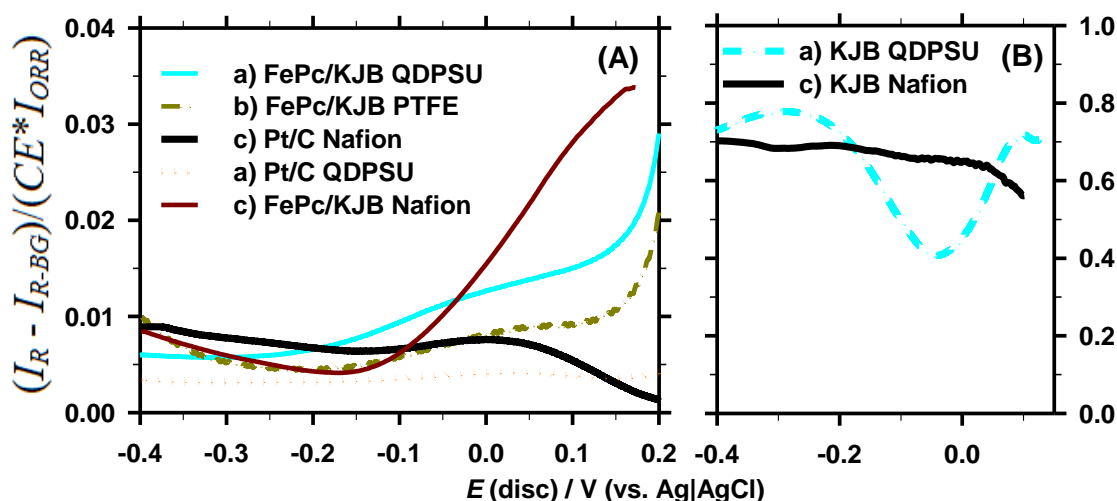 (I_R - I_{R-BG})/(CE*I_{ORR})
0.04
0.03
0.02
0.01
0.00
(A)
a) FePc/KJB QDPSU
b) FePc/KJB PTFE
c) Pt/C Nafion
a) Pt/C QDPSU
c) FePc/KJB Nafion
-0.4 -0.3 -0.2 -0.1 0.0 0.1 0.2
a) KJB QDPSU
c) KJB Nafion
(B)
1.0
0.8
0.6
0.4
0.2
0.0
-0.4 -0.2 0.0
E (disc) / V (vs. Ag|AgCl)